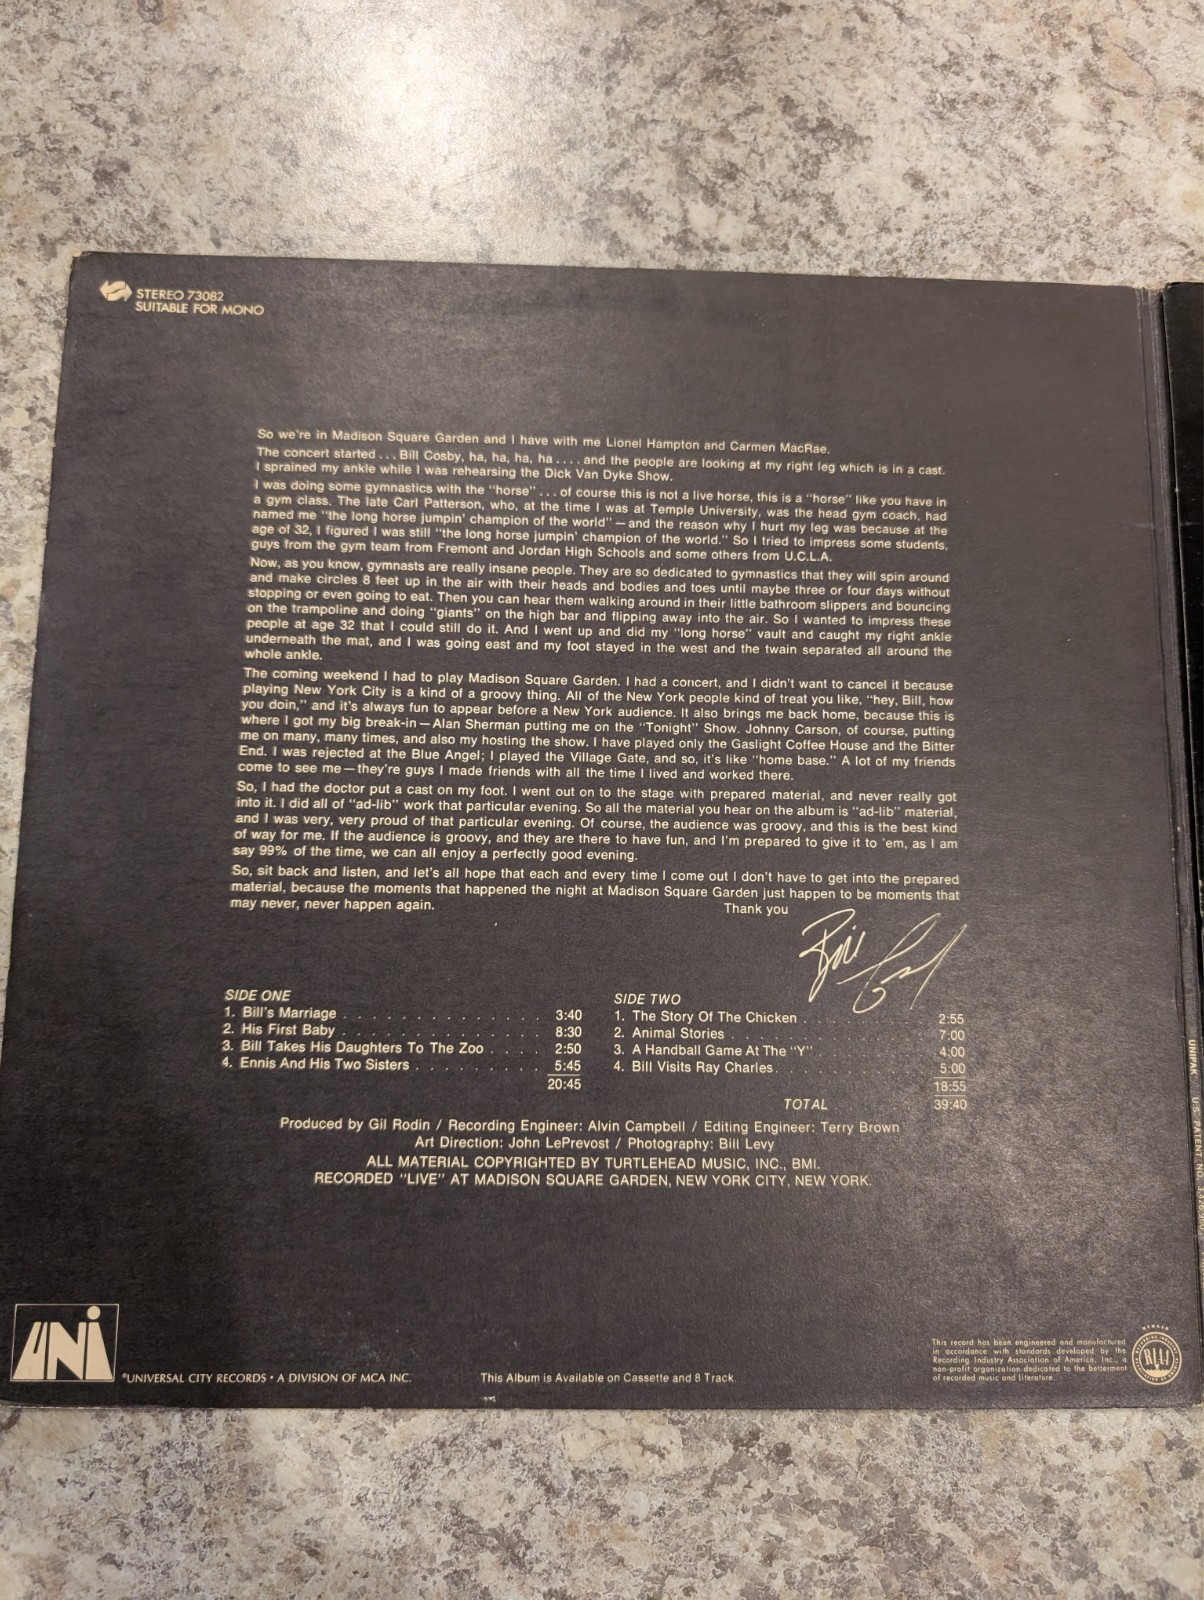 STEREO 73082
SUITABLE FOR MONO
So we're in Madison Square Garden and I have with me Lionel Hampton and Carmen MacRae.
The concert started . . . Bill Cosby, ha, ha, ha, ha . . . . and the people are looking at my right leg which is in a cast.
I sprained my ankle while I was rehearsing the Dick Van Dyke Show.
I was doing some gymnastics with the "horse" . . . of course this is not a live horse, this is a "horse" like you have in
a gym class. The late Carl Patterson, who, at the time I was at Temple University, was the head gym coach, had
named me "the long horse jumpin' champion of the world" — and the reason why I hurt my leg was because at the
age of 32, I figured I was still "the long horse jumpin' champion of the world." So I tried to impress some students,
guys from the gym team from Fremont and Jordan High Schools and some others from U.C.L.A.
Now, as you know, gymnasts are really insane people. They are so dedicated to gymnastics that they will spin around
and make circles 8 feet up in the air with their heads and bodies and toes until maybe three or four days without
stopping or even going to eat. Then you can hear them walking around in their little bathroom slippers and bouncing
on the trampoline and doing "giants" on the high bar and flipping away into the air. So I wanted to impress these
people at age 32 that I could still do it. And I went up and did my "long horse" vault and caught my right ankle
underneath the mat, and I was going east and my foot stayed in the west and the twain separated all around the
whole ankle.
The coming weekend I had to play Madison Square Garden. I had a concert, and I didn't want to cancel it because
playing New York City is a kind of a groovy thing. All of the New York people kind of treat you like, "hey, Bill, how
you doin," and it's always fun to appear before a New York audience. It also brings me back home, because this is
where I got my big break-in — Alan Sherman putting me on the "Tonight" Show. Johnny Carson, of course, putting
me on many, many times, and also my hosting the show. I have played only the Gaslight Coffee House and the Bitter
End. I was rejected at the Blue Angel; I played the Village Gate, and so, it's like "home base." A lot of my friends
come to see me — they're guys I made friends with all the time I lived and worked there.
So, I had the doctor put a cast on my foot. I went out on to the stage with prepared material, and never really got
into it. I did all of "ad-lib" work that particular evening. So all the material you hear on the album is "ad-lib" material,
and I was very, very proud of that particular evening. Of course, the audience was groovy, and this is the best kind
of way for me. If the audience is groovy, and they are there to have fun, and I'm prepared to give it to 'em, as I am
say 99% of the time, we can all enjoy a perfectly good evening.
So, sit back and listen, and let's all hope that each and every time I come out I don't have to get into the prepared
material, because the moments that happened the night at Madison Square Garden just happen to be moments that
may never, never happen again. Thank you
Bill Cosby
SIDE ONE
1. Bill's Marriage . . . . . . . . . . . . . . . 3:40
2. His First Baby . . . . . . . . . . . . . . . 8:30
3. Bill Takes His Daughters To The Zoo . . . . . 2:50
4. Ennis And His Two Sisters . . . . . . . . . . 5:45
20:45
SIDE TWO
1. The Story Of The Chicken . . . . . . . . . . 2:55
2. Animal Stories . . . . . . . . . . . . . . . 7:00
3. A Handball Game At The "Y" 4:00
4. Bill Visits Ray Charles . . . . . . . . . . . 5:00
18:55
TOTAL 39:40
Produced by Gil Rodin / Recording Engineer: Alvin Campbell / Editing Engineer: Terry Brown
Art Direction: John LePrevost / Photography: Bill Levy
ALL MATERIAL COPYRIGHTED BY TURTLEHEAD MUSIC, INC., BMI.
RECORDED "LIVE" AT MADISON SQUARE GARDEN, NEW YORK CITY, NEW YORK.
UNI
©UNIVERSAL CITY RECORDS • A DIVISION OF MCA INC.
This Album is Available on Cassette and 8 Track.
This record has been engineered and manufactured
in accordance with standards developed by the
Recording Industry Association of America, Inc., a
non-profit organization dedicated to the betterment
of recorded music and literature.
MEMBER
RIAA
UNIPAK U.S. PATENT NO.